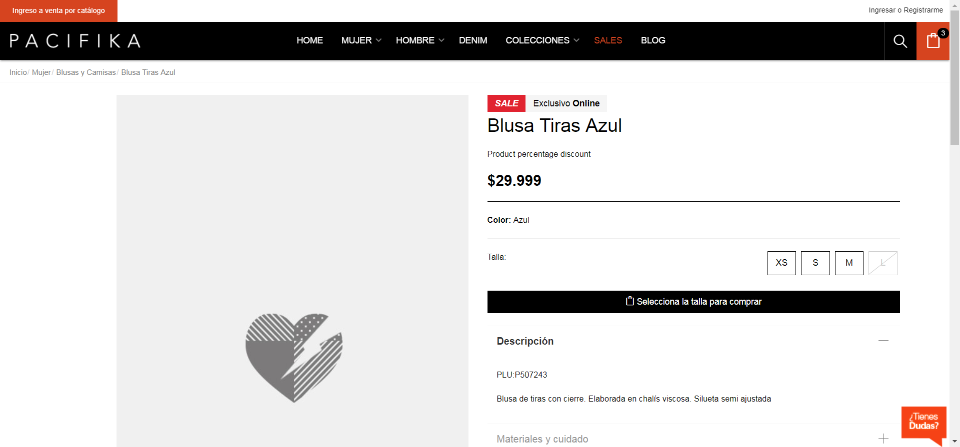 Ingreso a venta por catálogo
Ingresar o Registrarme
PACIFIKA
HOME MUJER HOMBRE DENIM COLECCIONES SALES BLOG
3
Inicio/ Mujer/ Blusas y Camisas/ Blusa Tiras Azul
SALE Exclusivo Online
Blusa Tiras Azul
Product percentage discount
$29.999
Color: Azul
Talla:
XS S M L
Selecciona la talla para comprar
Descripción
PLU:P507243
Blusa de tiras con cierre. Elaborada en chalís viscosa. Silueta semi ajustada
¿Tienes
Dudas?
Materiales y cuidado